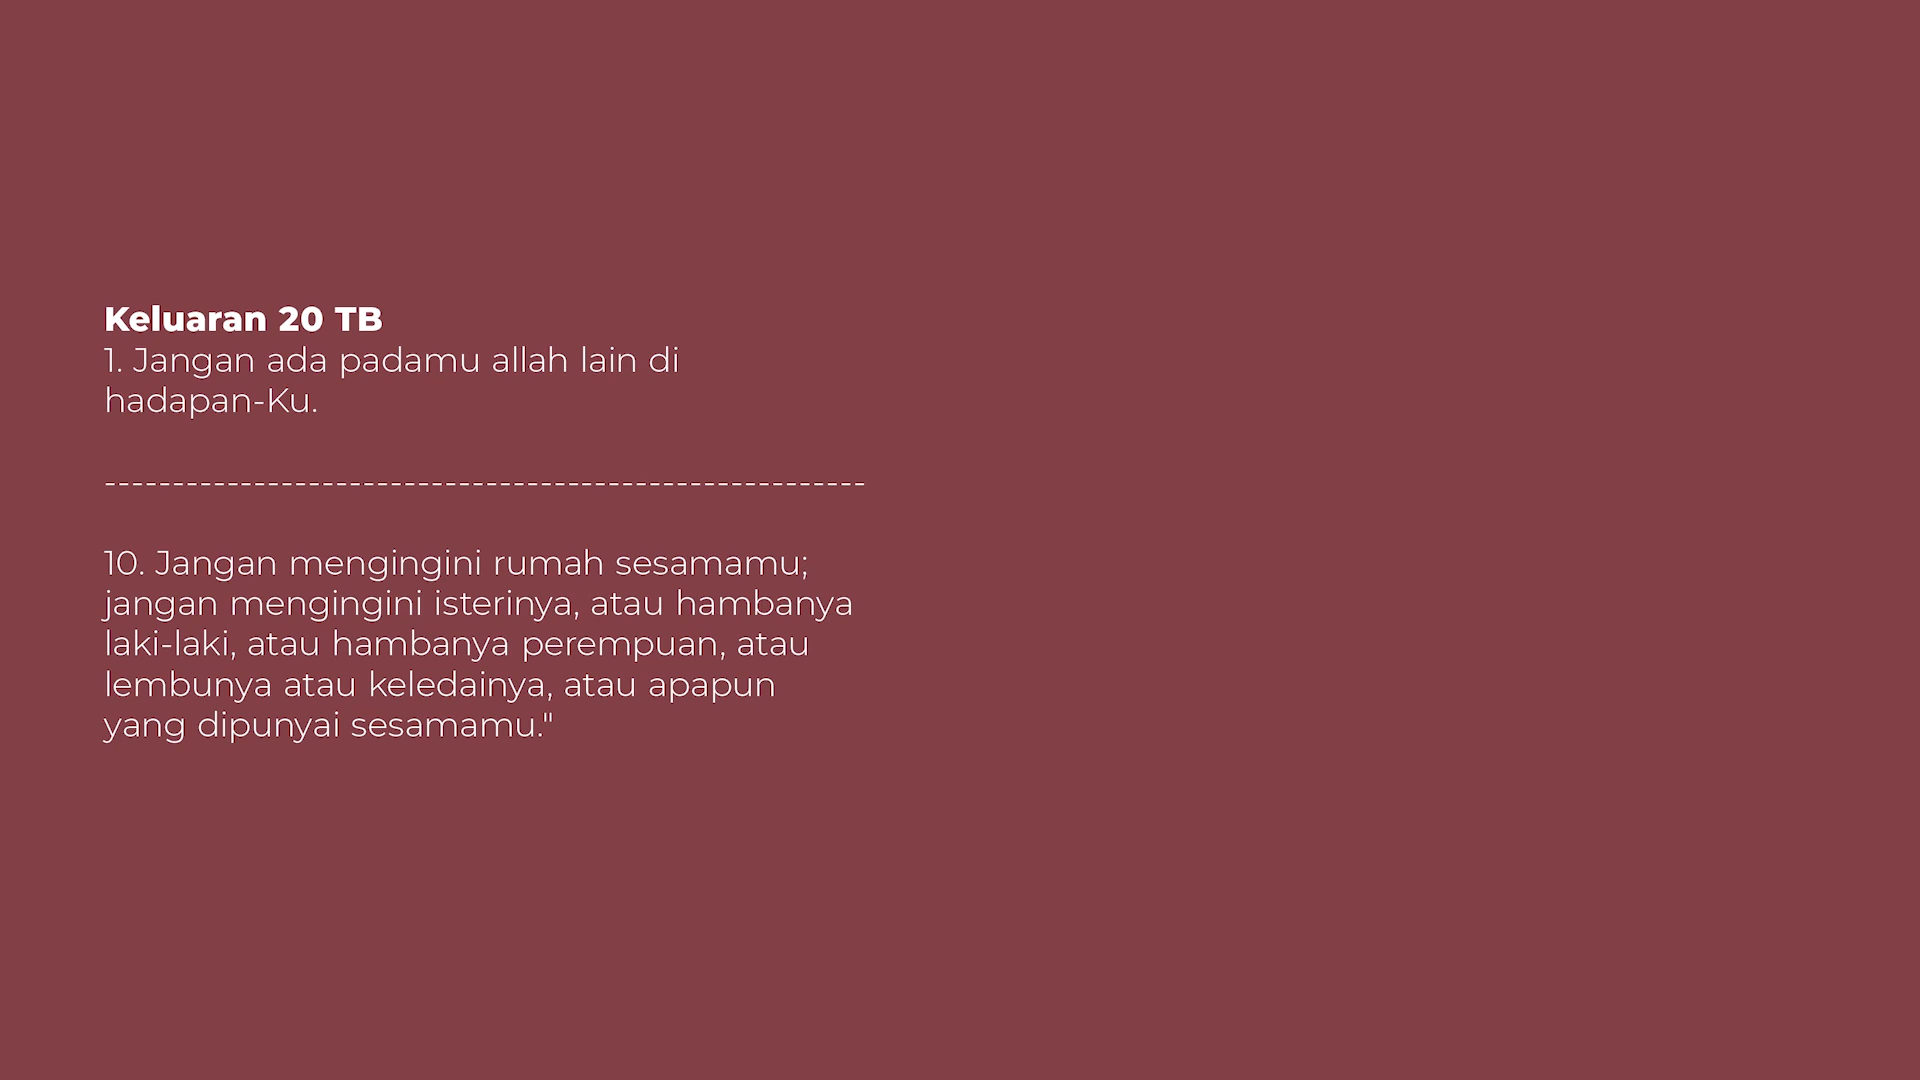 Keluaran 20 TB
1. Jangan ada padamu allah lain di
hadapan-Ku.
--------------------------------------------------------
10. Jangan mengingini rumah sesamamu;
jangan mengingini isterinya, atau hambanya
laki-laki, atau hambanya perempuan, atau
lembunya atau keledainya, atau apapun
yang dipunyai sesamamu."